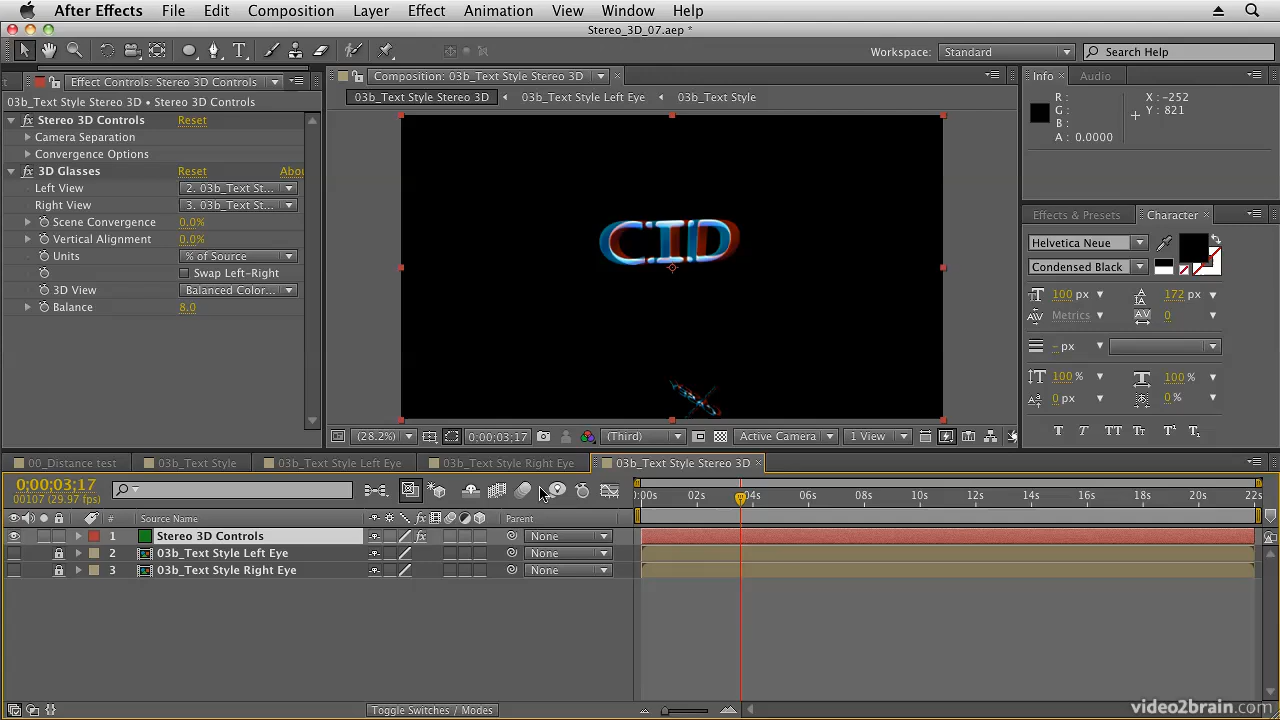 After Effects File Edit Composition Layer Effect Animation View Window Help
Stereo_3D_07.aep *
Workspace: Standard Search Help
Effect Controls: Stereo 3D Controls
Composition: 03b_Text Style Stereo 3D
Info Audio
03b_Text Style Stereo 3D • Stereo 3D Controls
03b_Text Style Stereo 3D 03b_Text Style Left Eye 03b_Text Style
R:
G:
B:
A: 0.0000
X: -252
Y: 821
Stereo 3D Controls Reset
Camera Separation
Convergence Options
3D Glasses Reset Abou
Left View 2. 03b_Text St...
Right View 3. 03b_Text St...
Scene Convergence 0.0%
Vertical Alignment 0.0%
Units % of Source
Swap Left-Right
3D View Balanced Color...
Balance 8.0
CID
Effects & Presets Character
Helvetica Neue
Condensed Black
100 px 172 px
Metrics 0
- px
100 % 100 %
0 px 0 %
T T TT Tr T¹ T₁
(28.2%) 0:00:03:17 (Third) Active Camera 1 View
00_Distance test 03b_Text Style 03b_Text Style Left Eye 03b_Text Style Right Eye 03b_Text Style Stereo 3D
0:00:03:17
00107 (29.97 fps)
0:00s 02s 04s 06s 08s 10s 12s 14s 16s 18s 20s 22s
# Source Name Parent
1 Stereo 3D Controls None
2 03b_Text Style Left Eye None
3 03b_Text Style Right Eye None
Toggle Switches / Modes
video2brain.com